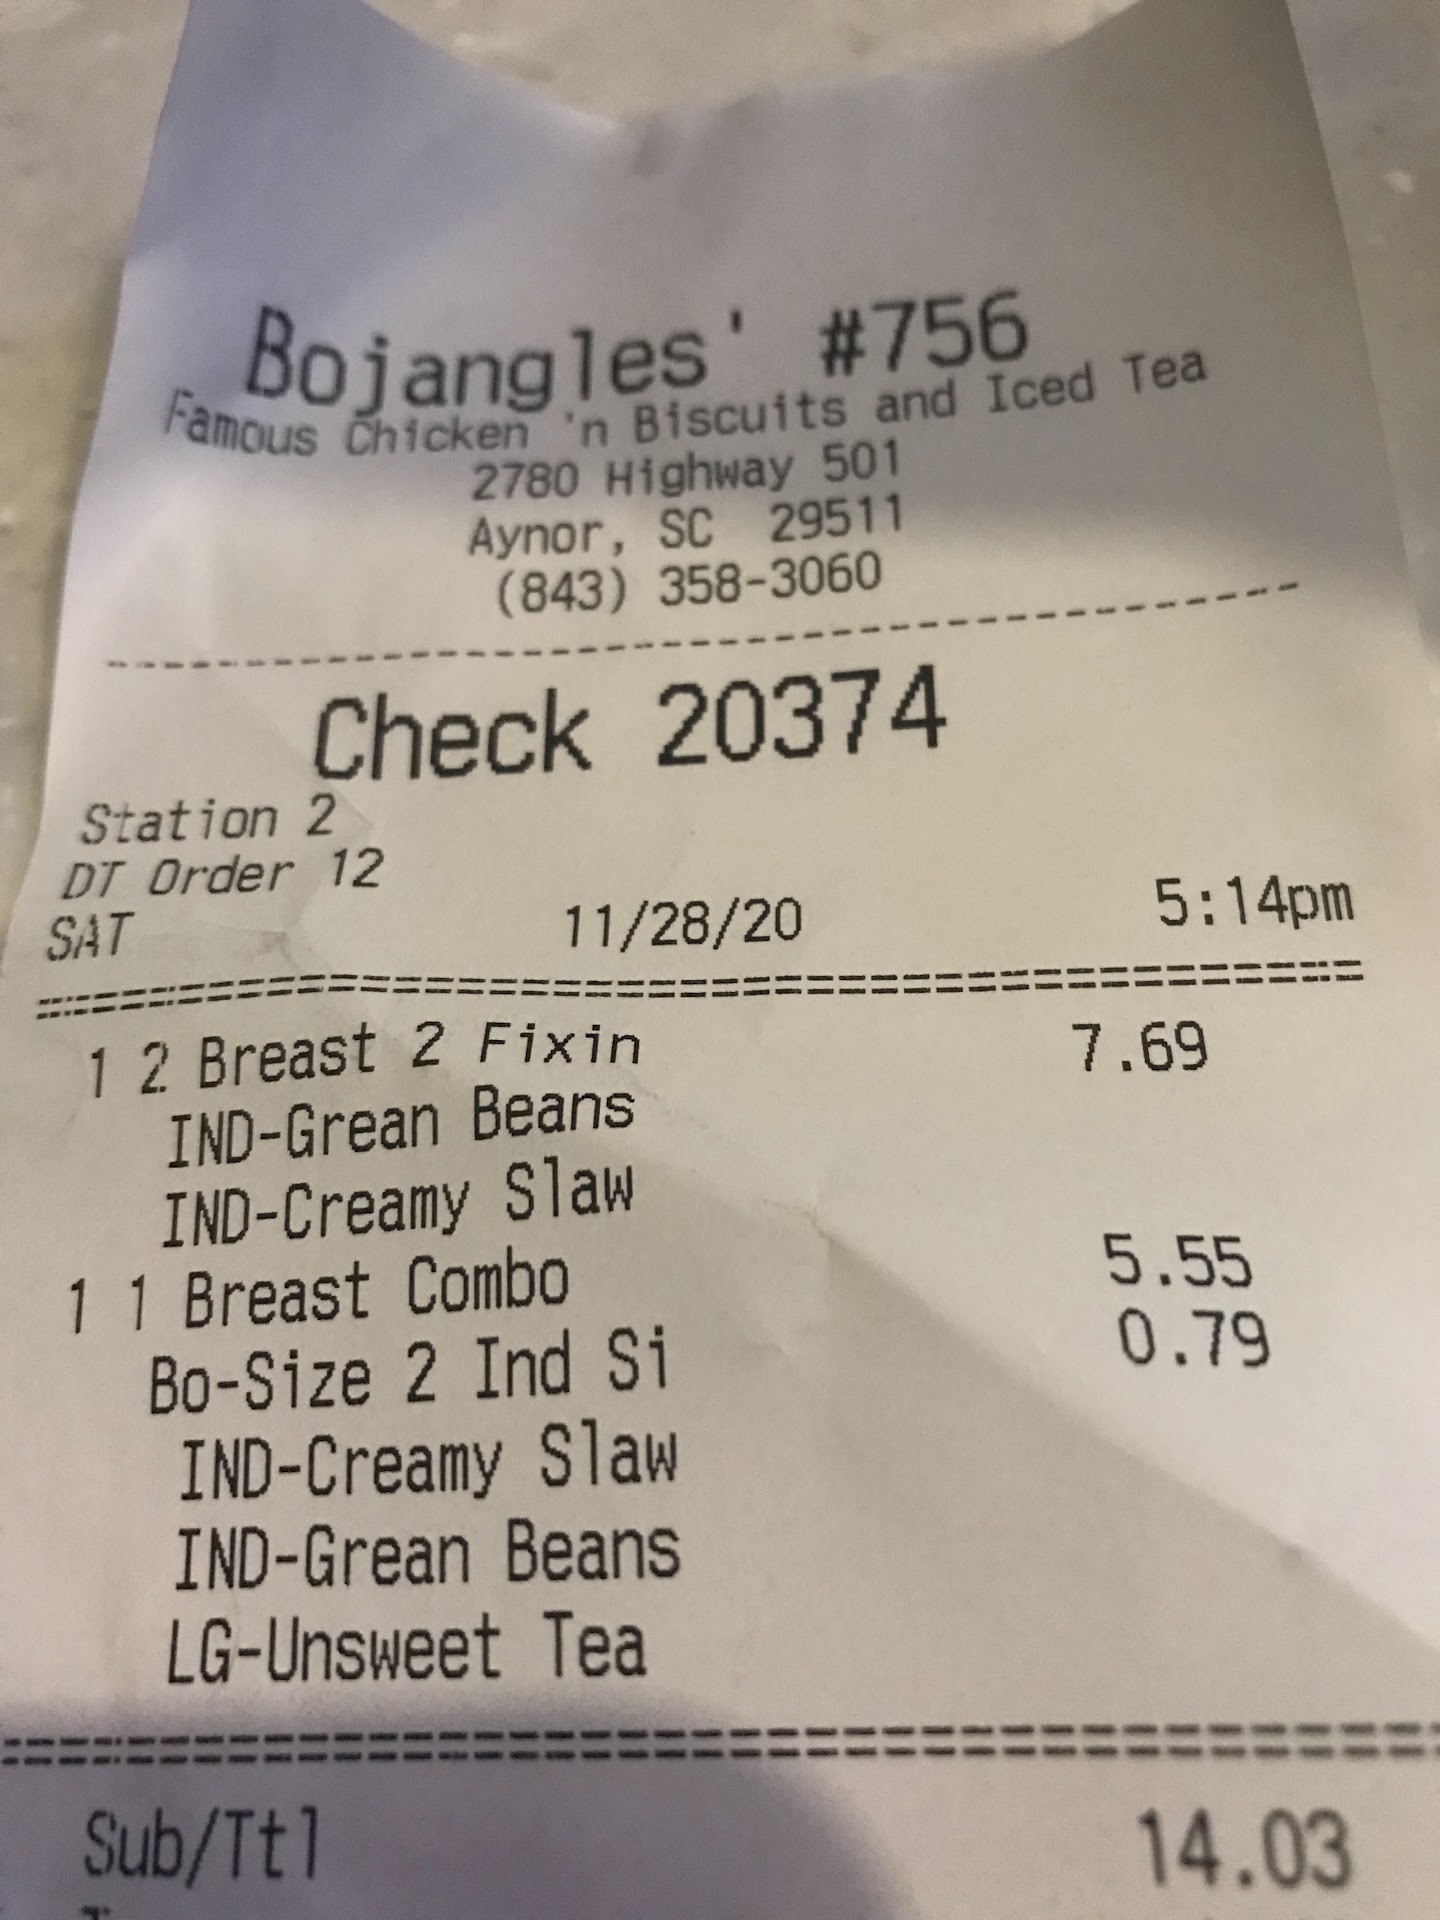 Bojangles' #756
Famous Chicken 'n Biscuits and Iced Tea
2780 Highway 501
Aynor, SC 29511
(843) 358-3060
Check 20374
Station 2
DT Order 12
SAT 11/28/20 5:14pm
1 2 Breast 2 Fixin 7.69
IND-Grean Beans
IND-Creamy Slaw
1 1 Breast Combo 5.55
Bo-Size 2 Ind Si 0.79
IND-Creamy Slaw
IND-Grean Beans
LG-Unsweet Tea
Sub/Ttl 14.03